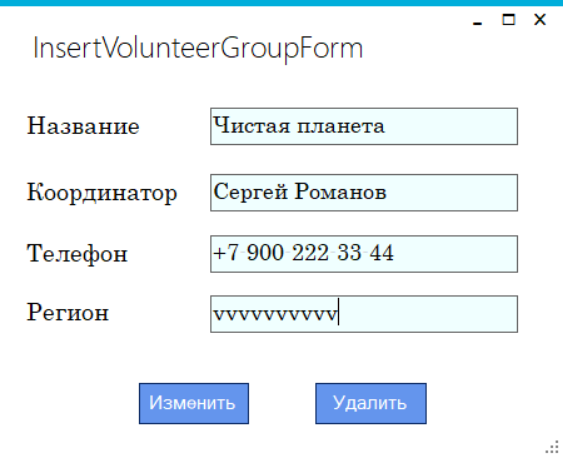 InsertVolunteerGroupForm
Название
Чистая планета
Координатор
Сергей Романов
Телефон
+7 900-222-33-44
Регион
vvvvvvvvvv
Изменить
Удалить